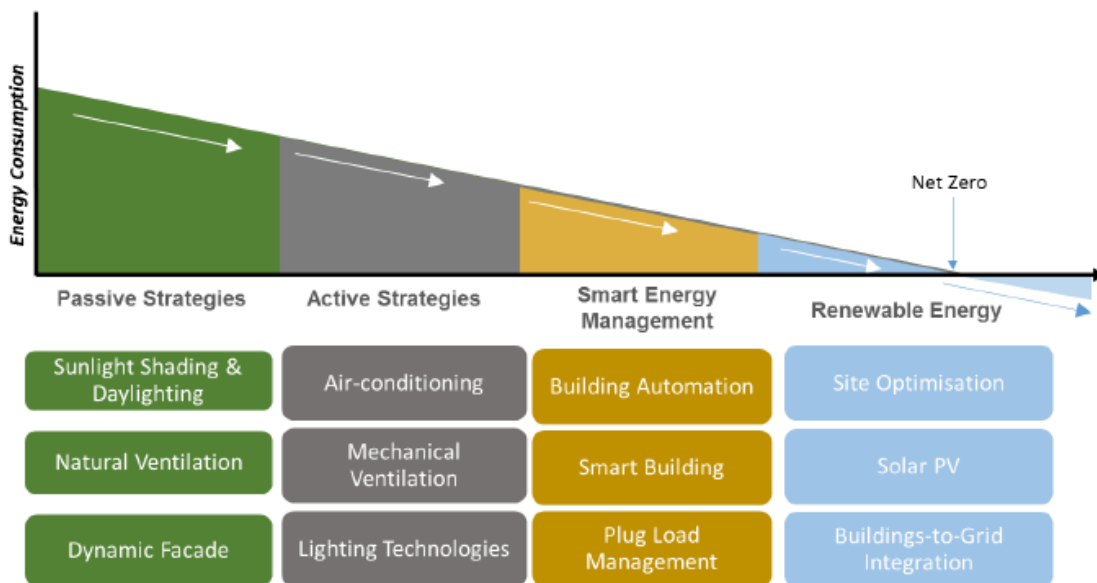 Energy Consumption
Net Zero
Passive Strategies
Active Strategies
Smart Energy
Management
Renewable Energy
Sunlight Shading &
Daylighting
Air-conditioning
Building Automation
Site Optimisation
Natural Ventilation
Mechanical
Ventilation
Smart Building
Solar PV
Dynamic Facade
Lighting Technologies
Plug Load
Management
Buildings-to-Grid
Integration